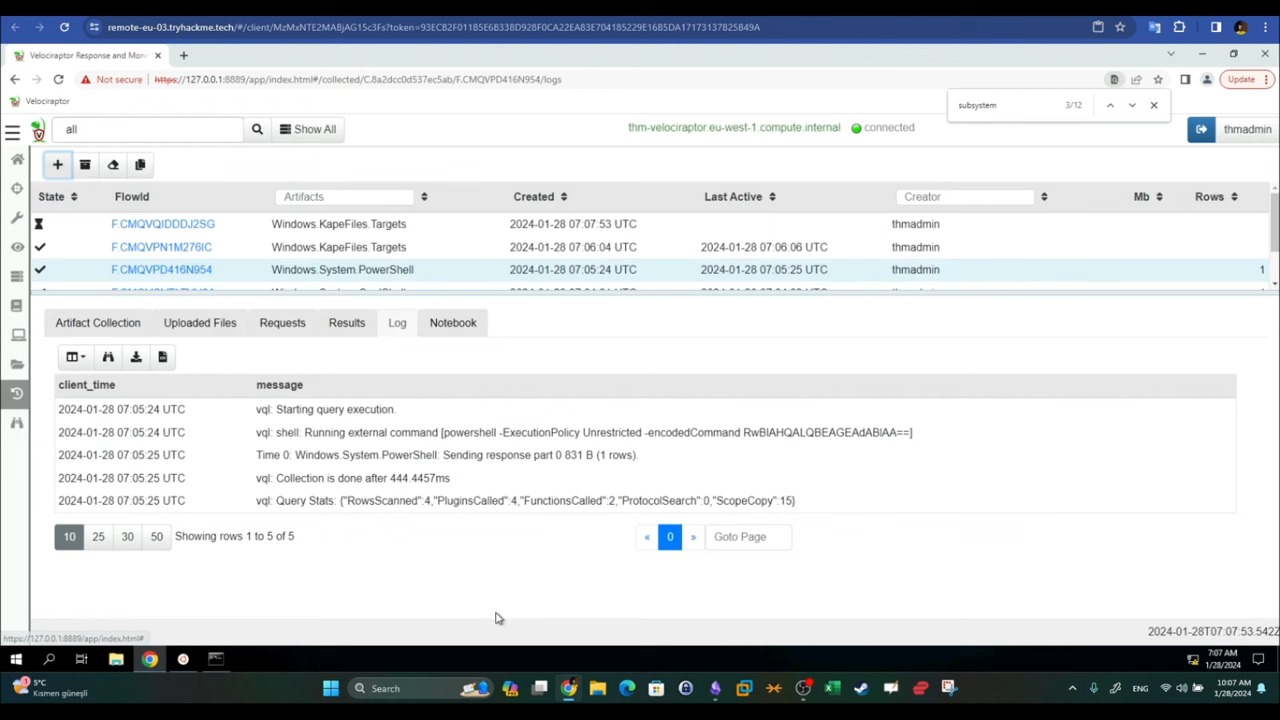 remote-eu-03.tryhackme.tech/#/client/MzMxNTE2MABjAG15c3Fs?token=93ECB2F011B5E6B338D928F0CA22EA83E704185229E16B5DA17173137B25B49C
Velociraptor Response and Mon
Not secure https://127.0.0.1:8889/app/index.html#/collected/C.8a2dcc0d537ec5ab/F.CMQVPD416N954/logs
Update
Velociraptor
subsystem 3/12
all
Show All
thm-velociraptor.eu-west-1.compute.internal
connected
thmadmin
State FlowId Artifacts Created Last Active Creator Mb Rows
F.CMQVQIDDDJ2SG Windows.KapeFiles.Targets 2024-01-28 07:07:53 UTC thmadmin
F.CMQVPN1M276IC Windows.KapeFiles.Targets 2024-01-28 07:06:04 UTC 2024-01-28 07:06:06 UTC thmadmin
F.CMQVPD416N954 Windows.System.PowerShell 2024-01-28 07:05:24 UTC 2024-01-28 07:05:25 UTC thmadmin 1
Artifact Collection Uploaded Files Requests Results Log Notebook
client_time message
2024-01-28 07:05:24 UTC vql: Starting query execution.
2024-01-28 07:05:24 UTC vql: shell: Running external command [powershell -ExecutionPolicy Unrestricted -encodedCommand RwBlAHQALQBEAGEAdABlAA==]
2024-01-28 07:05:25 UTC Time 0: Windows.System.PowerShell: Sending response part 0 831 B (1 rows).
2024-01-28 07:05:25 UTC vql: Collection is done after 444.4457ms
2024-01-28 07:05:25 UTC vql: Query Stats: {"RowsScanned":4,"PluginsCalled":4,"FunctionsCalled":2,"ProtocolSearch":0,"ScopeCopy":15}
10 25 30 50 Showing rows 1 to 5 of 5
« 0 » Goto Page
https://127.0.0.1:8889/app/index.html#
2024-01-28T07:07:53.542Z
7:07 AM
1/28/2024
5°C
Kısmen güneşli
Search
ENG
10:07 AM
1/28/2024